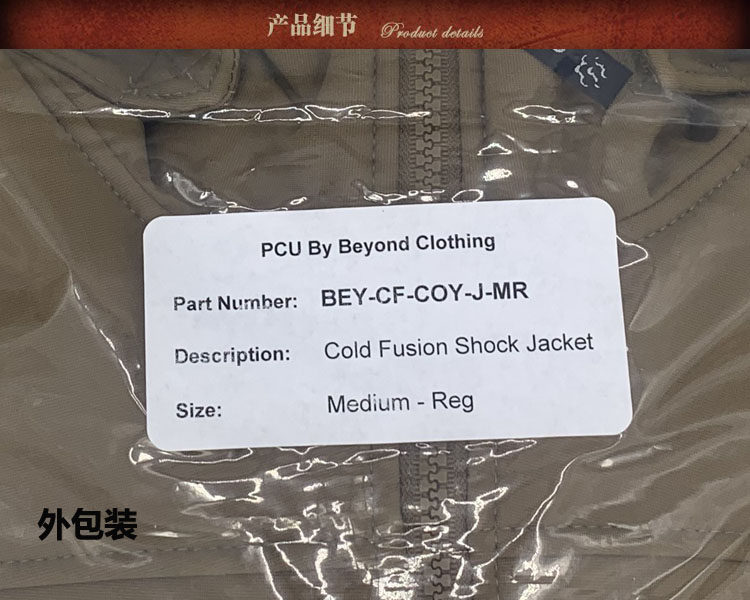 产品细节 Product details
PCU By Beyond Clothing
Part Number: BEY-CF-COY-J-MR
Description: Cold Fusion Shock Jacket
Size: Medium - Reg
外包装